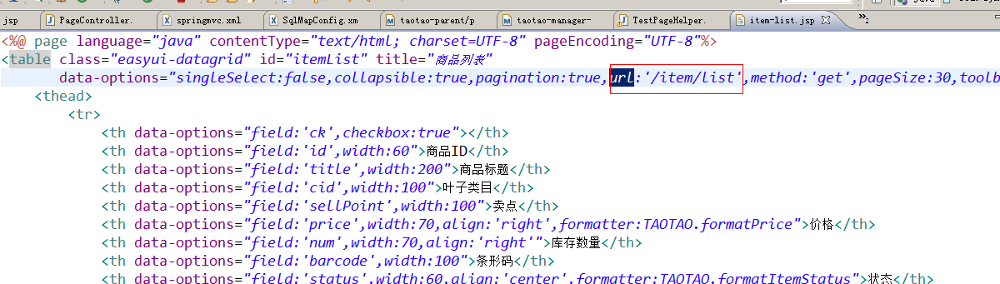 jsp PageController. springmvc.xml SqlMapConfig.xm taotao-parent/p taotao-manager- TestPageHelper. item-list.jsp »2
<%@ page language="java" contentType="text/html; charset=UTF-8" pageEncoding="UTF-8"%>
<table class="easyui-datagrid" id="itemList" title="商品列表"
data-options="singleSelect:false,collapsible:true,pagination:true,url:'/item/list',method:'get',pageSize:30,toolb
<thead>
<tr>
<th data-options="field:'ck',checkbox:true"></th>
<th data-options="field:'id',width:60">商品ID</th>
<th data-options="field:'title',width:200">商品标题</th>
<th data-options="field:'cid',width:100">叶子类目</th>
<th data-options="field:'sellPoint',width:100">卖点</th>
<th data-options="field:'price',width:70,align:'right',formatter:TAOTAO.formatPrice">价格</th>
<th data-options="field:'num',width:70,align:'right'">库存数量</th>
<th data-options="field:'barcode',width:100">条形码</th>
<th data-options="field:'status',width:60,align:'center',formatter:TAOTAO.formatItemStatus">状态</th>